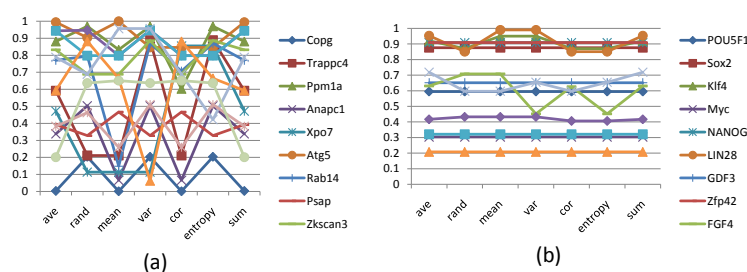 1
0.9
0.8
0.7
0.6
0.5
0.4
0.3
0.2
0.1
0
ave
rand
mean
var
cor
entropy
sum
Copg
Trappc4
Ppm1a
Anapc1
Xpo7
Atg5
Rab14
Psap
Zkscan3
(a)
1
0.9
0.8
0.7
0.6
0.5
0.4
0.3
0.2
0.1
0
ave
rand
mean
var
cor
entropy
sum
POU5F1
Sox2
Klf4
Myc
NANOG
LIN28
GDF3
Zfp42
FGF4
(b)